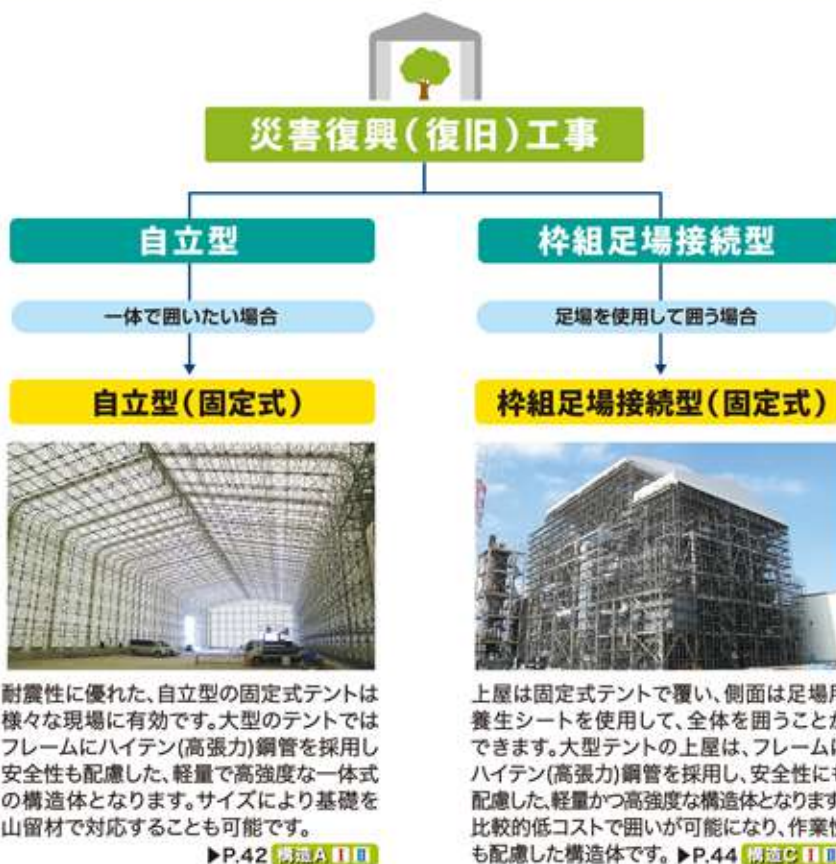 災害復興(復旧)工事
自立型
一体で囲いたい場合
自立型(固定式)
耐震性に優れた、自立型の固定式テントは
様々な現場に有効です。大型のテントでは
フレームにハイテン(高張力)鋼管を採用し
安全性も配慮した、軽量で高強度な一体式
の構造体となります。サイズにより基礎を
山留材で対応することも可能です。
▶P.42 構造A Ⅰ Ⅱ
枠組足場接続型
足場を使用して囲う場合
枠組足場接続型(固定式)
上屋は固定式テントで覆い、側面は足場用
養生シートを使用して、全体を囲うことが
できます。大型テントの上屋は、フレームに
ハイテン(高張力)鋼管を採用し、安全性にも
配慮した、軽量かつ高強度な構造体となります。
比較的低コストで囲いが可能になり、作業性
も配慮した構造体です。▶P.44 構造C Ⅰ Ⅱ